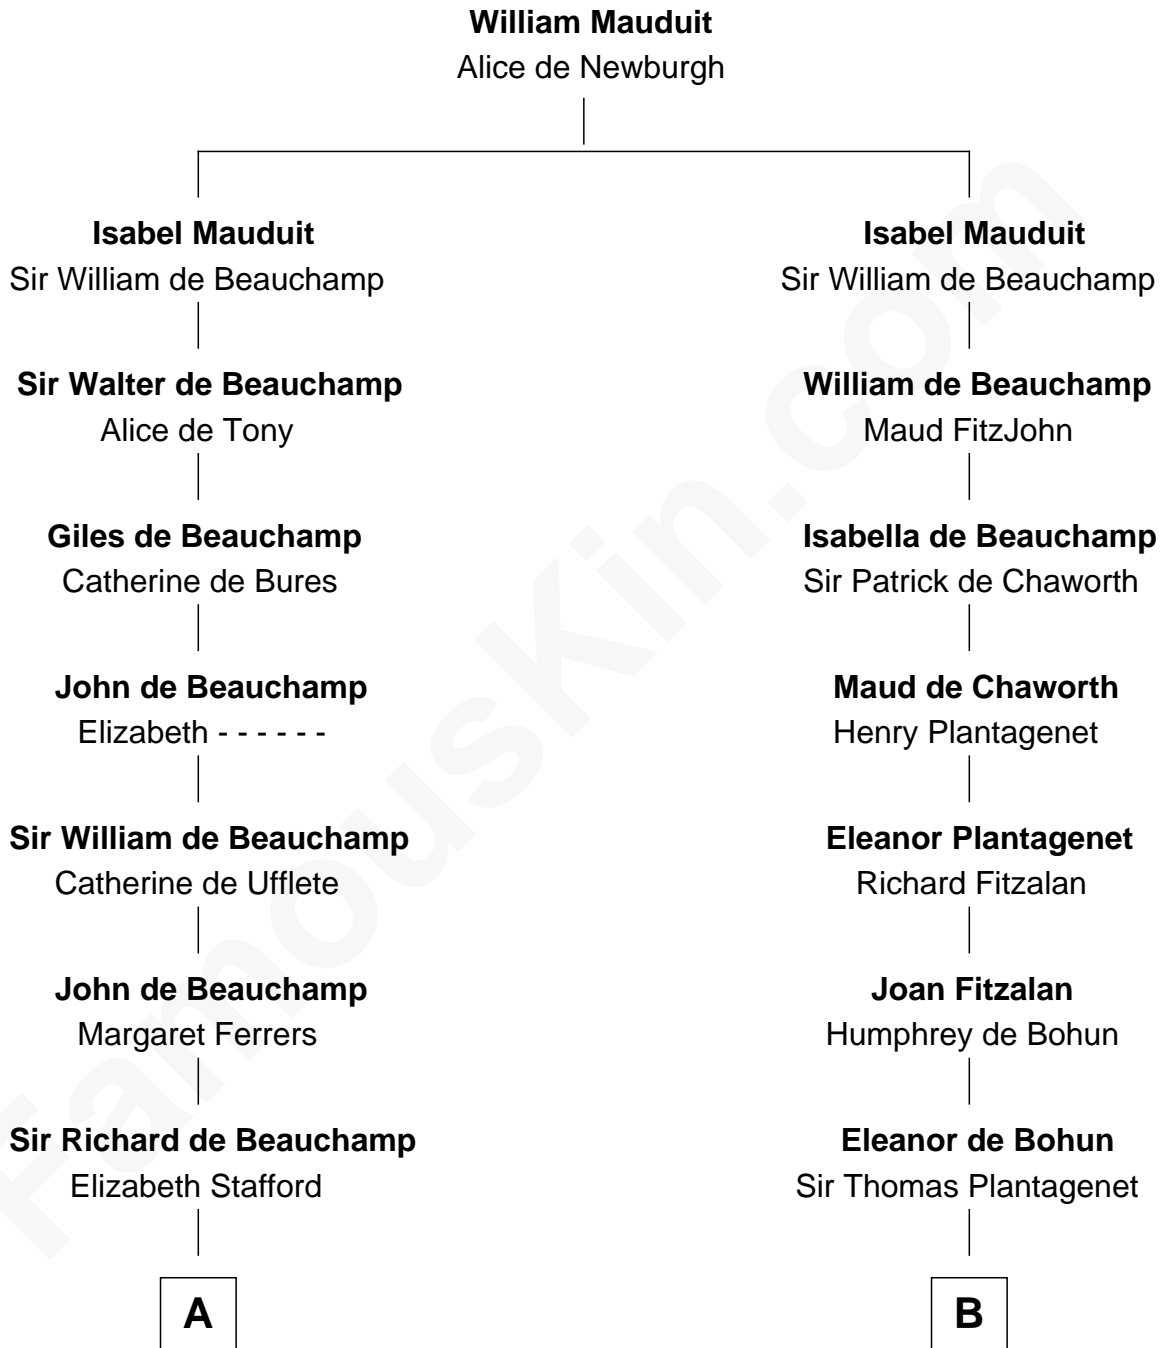 William Mauduit
Alice de Newburgh
Isabel Mauduit
Sir William de Beauchamp
Isabel Mauduit
Sir William de Beauchamp
Sir Walter de Beauchamp
Alice de Tony
William de Beauchamp
Maud FitzJohn
Giles de Beauchamp
Catherine de Bures
Isabella de Beauchamp
Sir Patrick de Chaworth
John de Beauchamp
Elizabeth - - - - - -
Maud de Chaworth
Henry Plantagenet
Sir William de Beauchamp
Catherine de Ufflete
Eleanor Plantagenet
Richard Fitzalan
John de Beauchamp
Margaret Ferrers
Joan Fitzalan
Humphrey de Bohun
Sir Richard de Beauchamp
Elizabeth Stafford
Eleanor de Bohun
Sir Thomas Plantagenet
A
B
FamousKin.com